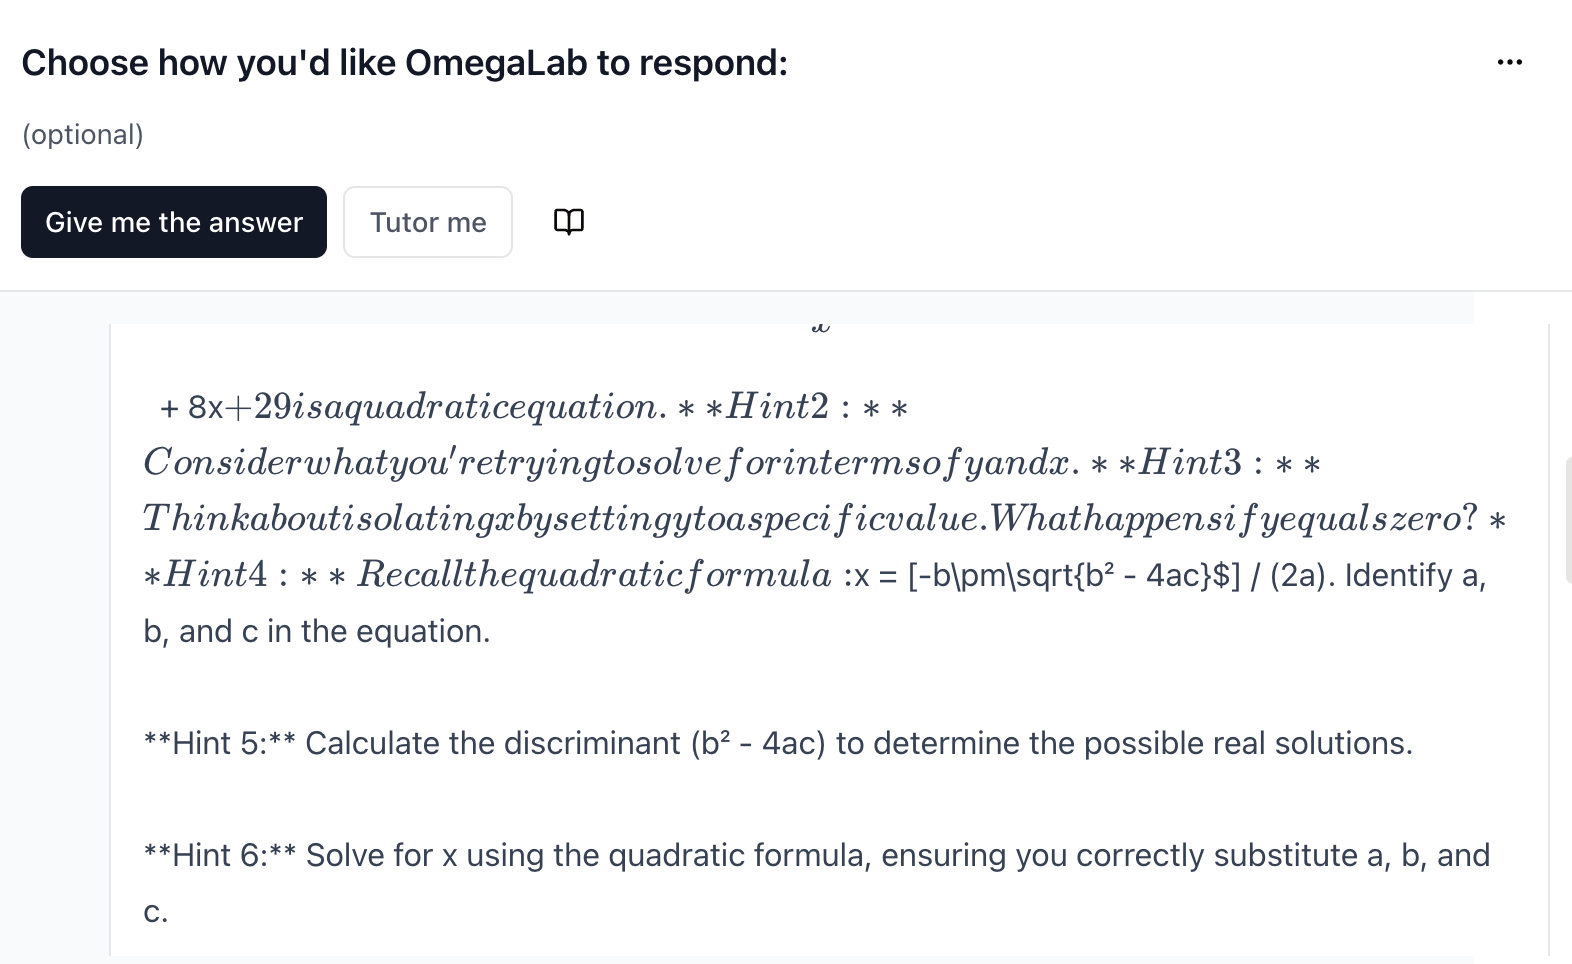 Choose how you'd like OmegaLab to respond:
(optional)
Give me the answer
Tutor me
x
+ 8x+29isaquadraticequation. * *Hint2 : * *
Considerwhatyou'retryingtosolveforintermsofyandx. * *Hint3 : * *
Thinkaboutisolatingxbysettingytoaspecificvalue.Whathappensifyequalszero? *
*Hint4 : * * Recallthequadraticformula :x = [-b\pm\sqrt{b² - 4ac}$] / (2a). Identify a,
b, and c in the equation.
**Hint 5:** Calculate the discriminant (b² - 4ac) to determine the possible real solutions.
**Hint 6:** Solve for x using the quadratic formula, ensuring you correctly substitute a, b, and
c.